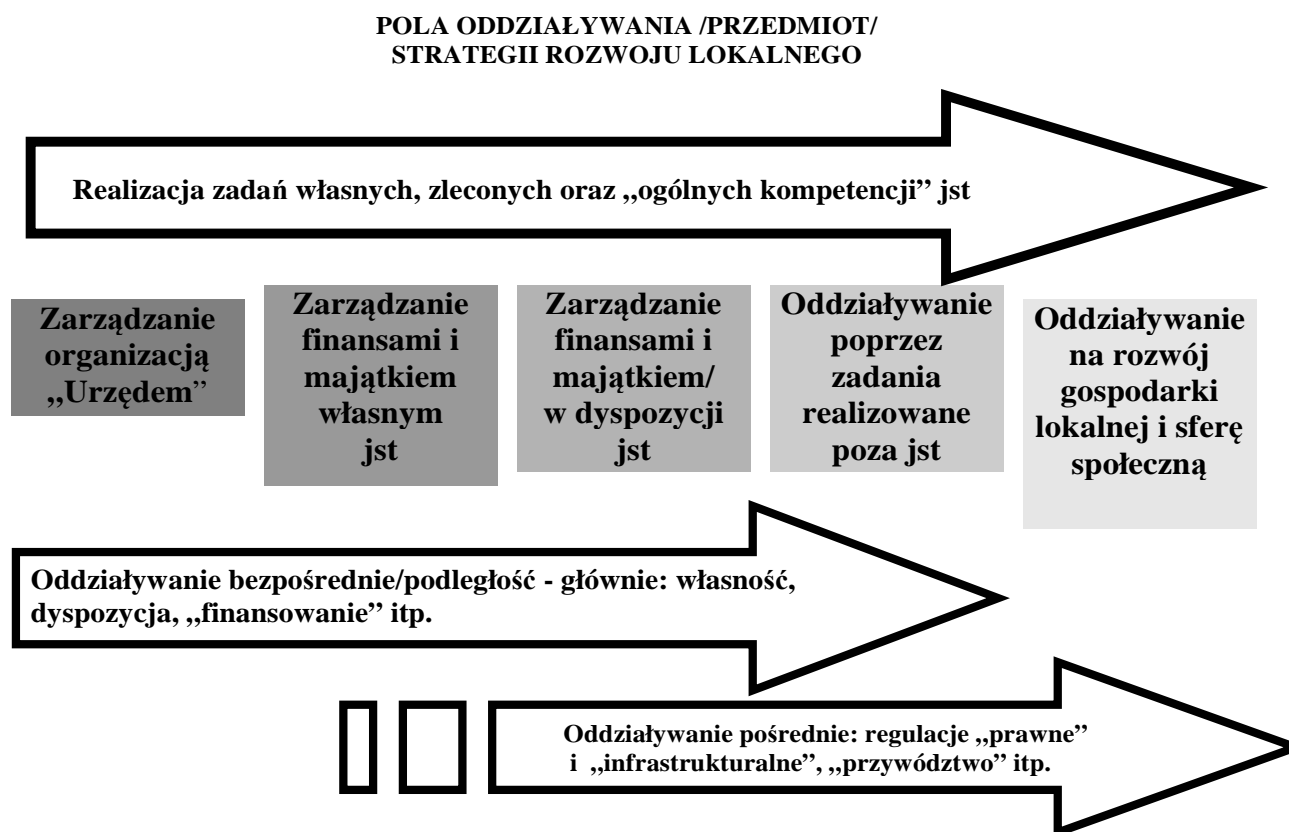 POLA ODDZIAŁYWANIA /PRZEDMIOT/
STRATEGII ROZWOJU LOKALNEGO
Realizacja zadań własnych, zleconych oraz „ogólnych kompetencji” jst
Zarządzanie
organizacją
„Urzędem”
Zarządzanie
finansami i
majątkiem
własnym
jst
Zarządzanie
finansami i
majątkiem/
w dyspozycji
jst
Oddziaływanie
poprzez
zadania
realizowane
poza jst
Oddziaływanie
na rozwój
gospodarki
lokalnej i sferę
społeczną
Oddziaływanie bezpośrednie/podległość - głównie: własność,
dyspozycja, „finansowanie” itp.
Oddziaływanie pośrednie: regulacje „prawne”
i „infrastrukturalne”, „przywództwo” itp.